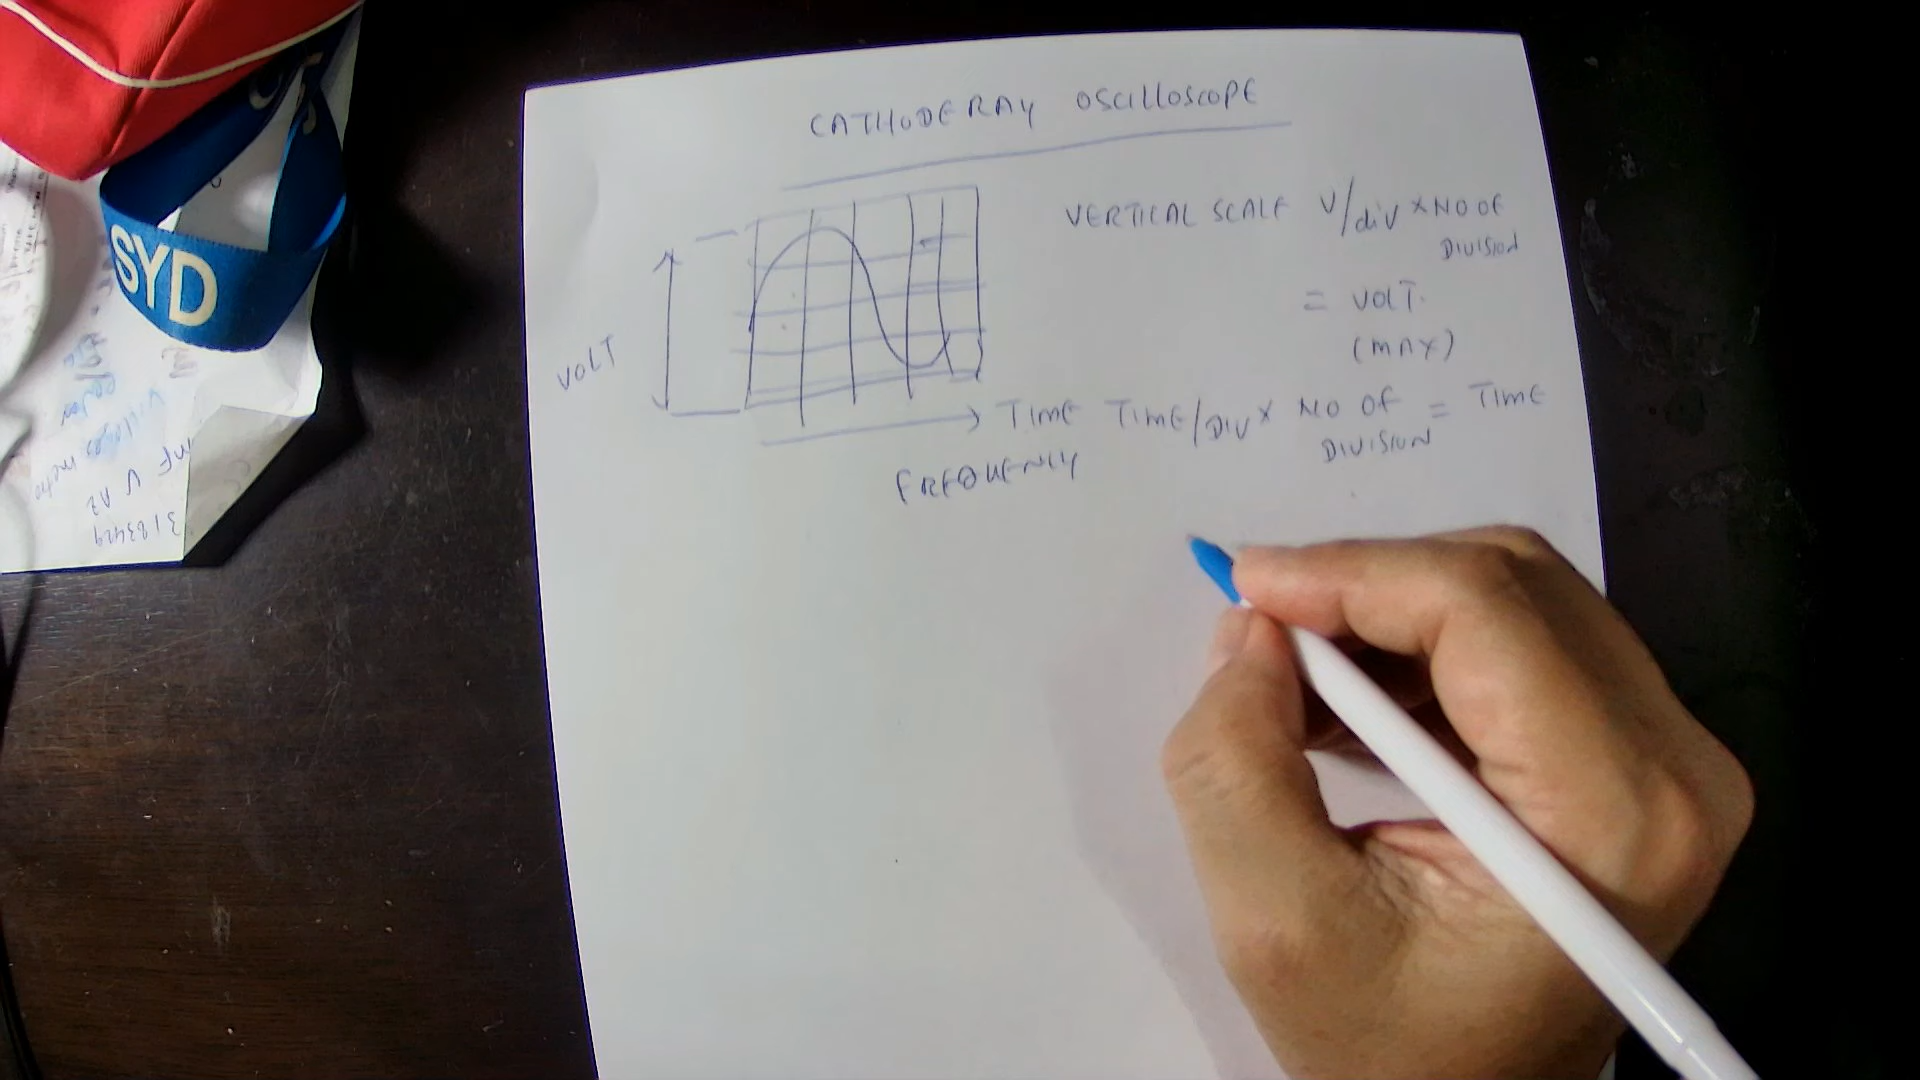 CATHODE RAY OSCILLOSCOPE
VERTICAL SCALE V/div × NO OF
DIVISION
= VOLT.
(MAX)
VOLT
TIME TIME/DIV × NO OF = TIME
DIVISION
FREQUENCY
SYD
3183429